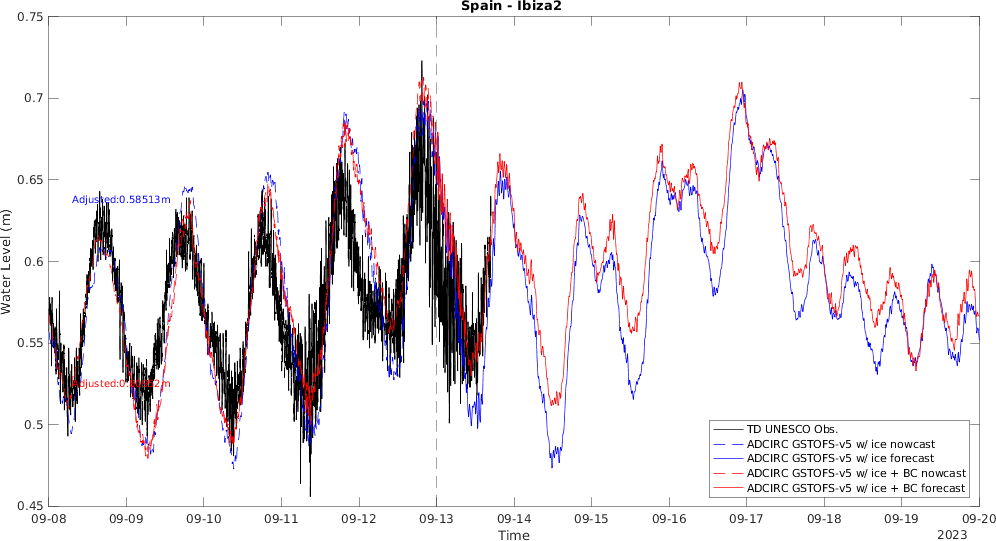 Spain - Ibiza2
Water Level (m)
0.75
0.7
0.65
0.6
0.55
0.5
0.45
Adjusted:0.58513m
09-08
09-09
09-10
09-11
09-12
09-13
09-14
09-15
09-16
09-17
09-18
09-19
09-20
Time
2023
TD UNESCO Obs.
ADCIRC GSTOFS-v5 w/ ice nowcast
ADCIRC GSTOFS-v5 w/ ice forecast
ADCIRC GSTOFS-v5 w/ ice + BC nowcast
ADCIRC GSTOFS-v5 w/ ice + BC forecast